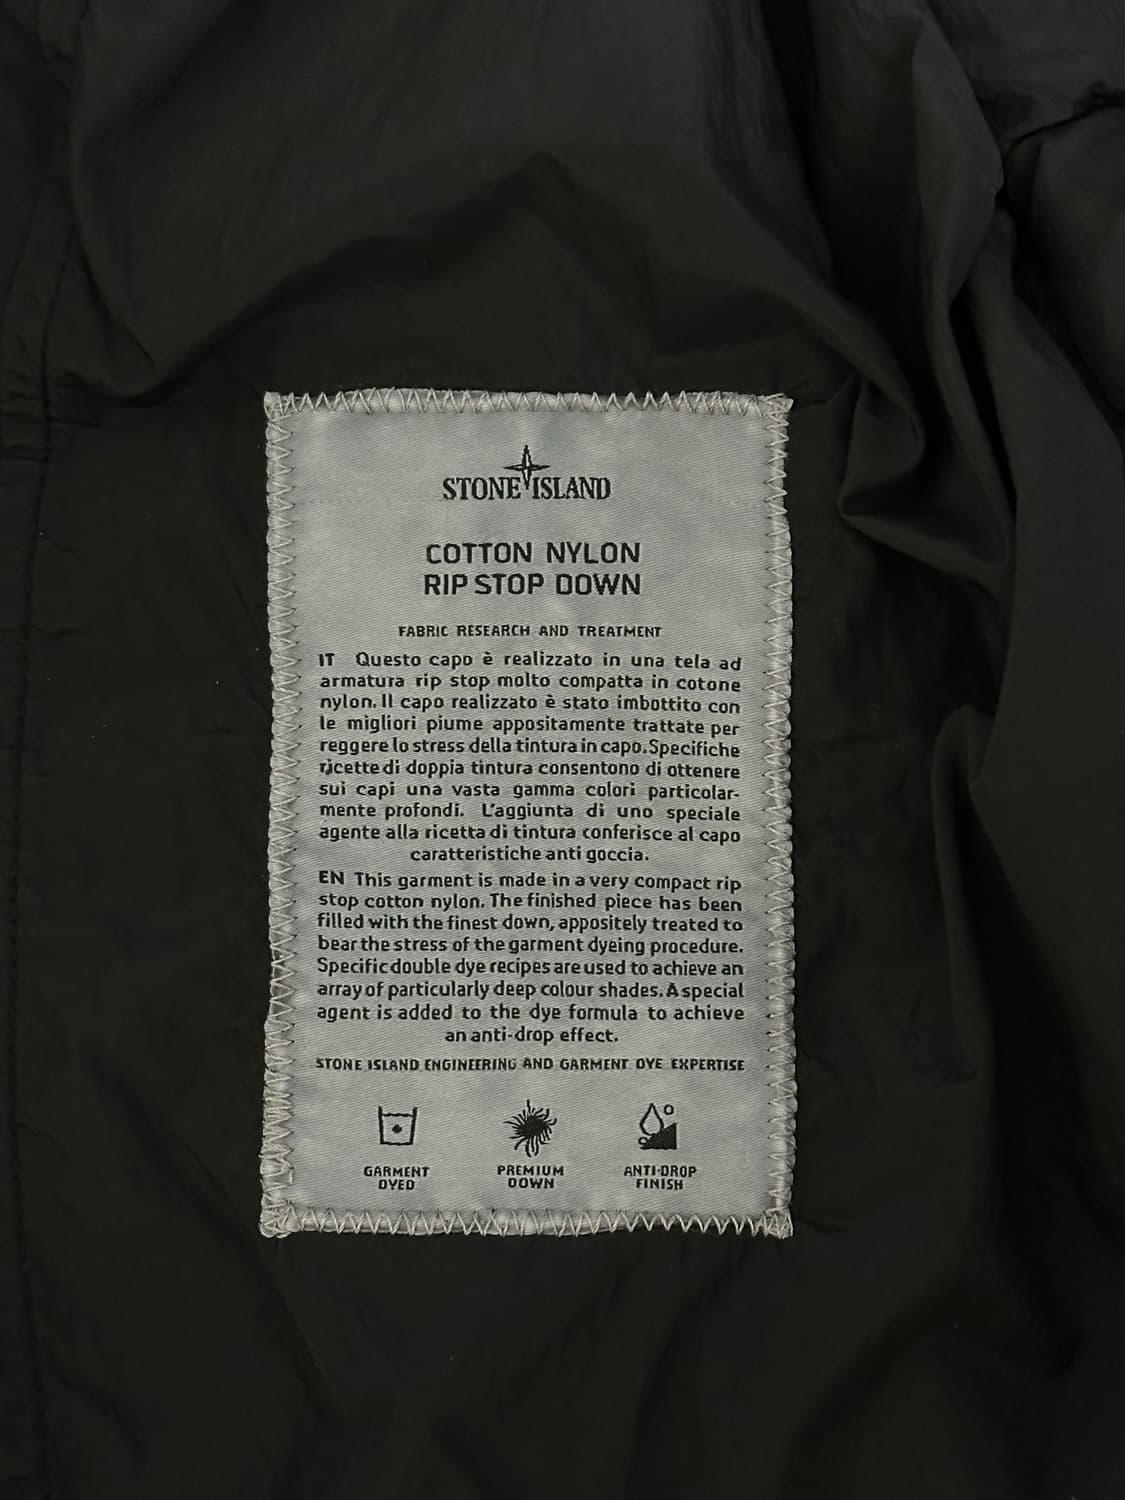 STONE ISLAND
COTTON NYLON
RIP STOP DOWN
FABRIC RESEARCH AND TREATMENT
IT Questo capo è realizzato in una tela ad
armatura rip stop molto compatta in cotone
nylon. Il capo realizzato è stato imbottito con
le migliori piume appositamente trattate per
reggere lo stress della tintura in capo. Specifiche
ricette di doppia tintura consentono di ottenere
sui capi una vasta gamma colori particolar-
mente profondi. L'aggiunta di uno speciale
agente alla ricetta di tintura conferisce al capo
caratteristiche anti goccia.
EN This garment is made in a very compact rip
stop cotton nylon. The finished piece has been
filled with the finest down, appositely treated to
bear the stress of the garment dyeing procedure.
Specific double dye recipes are used to achieve an
array of particularly deep colour shades. A special
agent is added to the dye formula to achieve
an anti-drop effect.
STONE ISLAND ENGINEERING AND GARMENT DYE EXPERTISE
GARMENT
DYED
PREMIUM
DOWN
ANTI-DROP
FINISH